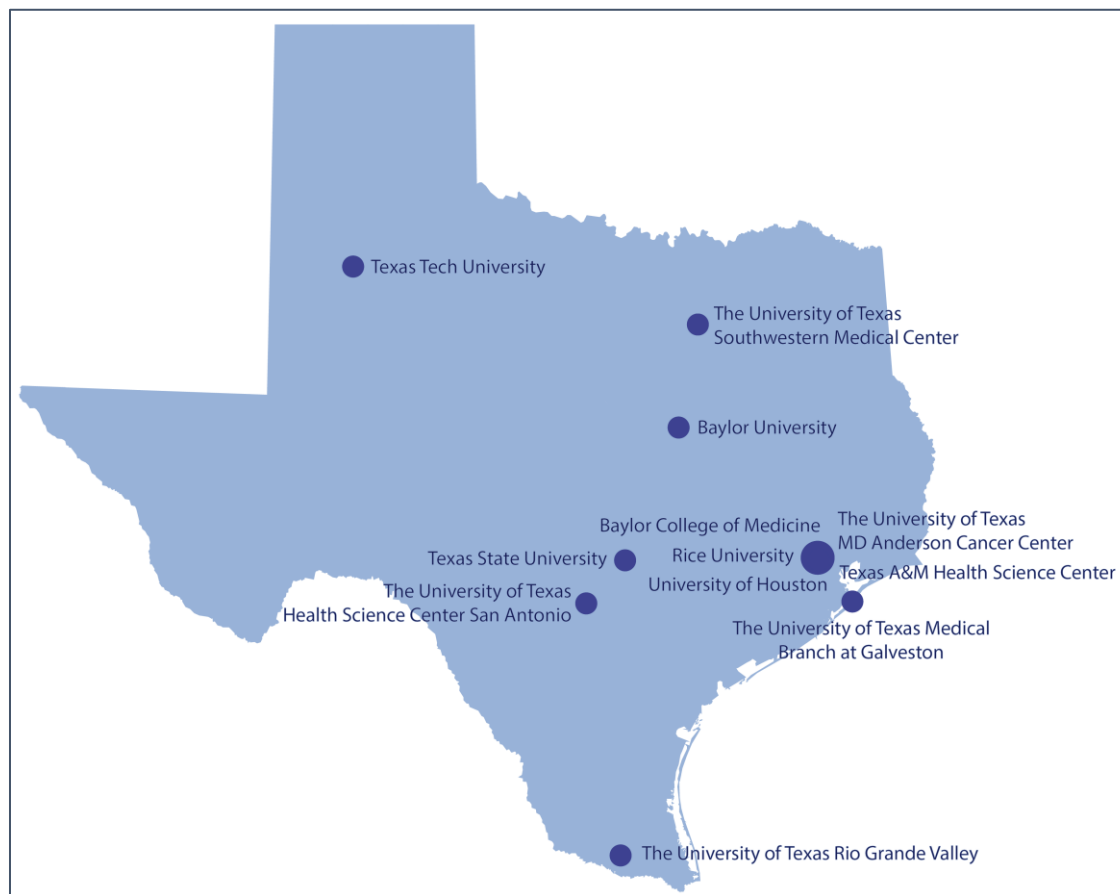 Texas Tech University
The University of Texas
Southwestern Medical Center
Baylor University
Baylor College of Medicine
Rice University
University of Houston
The University of Texas
MD Anderson Cancer Center
Texas A&M Health Science Center
Texas State University
The University of Texas
Health Science Center San Antonio
The University of Texas Medical
Branch at Galveston
The University of Texas Rio Grande Valley